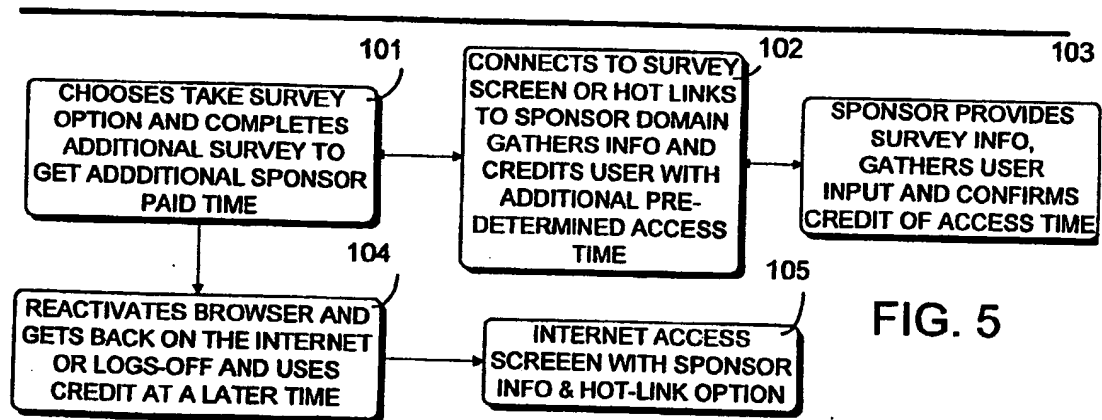 101
CHOOSES TAKE SURVEY
OPTION AND COMPLETES
ADDITIONAL SURVEY TO
GET ADDDITIONAL SPONSOR
PAID TIME
102
CONNECTS TO SURVEY
SCREEN OR HOT LINKS
TO SPONSOR DOMAIN
GATHERS INFO AND
CREDITS USER WITH
ADDITIONAL PRE-
DETERMINED ACCESS
TIME
103
SPONSOR PROVIDES
SURVEY INFO,
GATHERS USER
INPUT AND CONFIRMS
CREDIT OF ACCESS TIME
104
REACTIVATES BROWSER AND
GETS BACK ON THE INTERNET
OR LOGS-OFF AND USES
CREDIT AT A LATER TIME
105
INTERNET ACCESS
SCREEEN WITH SPONSOR
INFO & HOT-LINK OPTION
FIG. 5